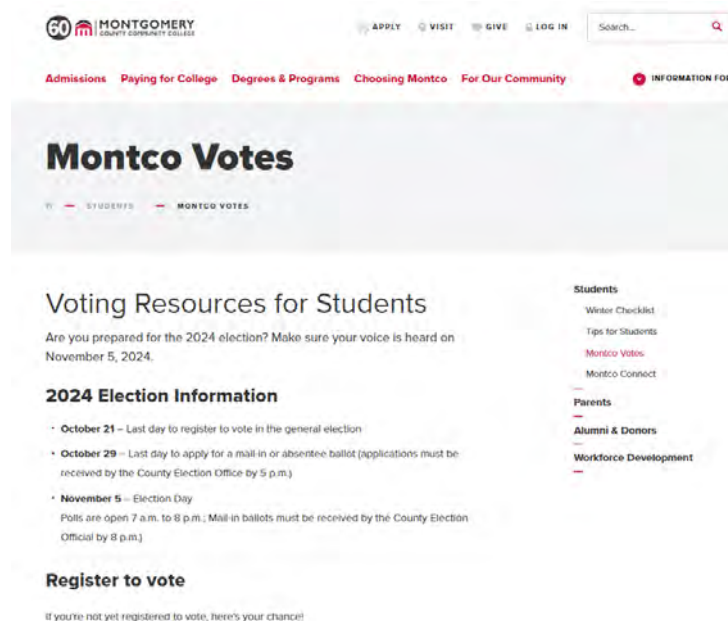 60 MONTGOMERY
COUNTY COMMUNITY COLLEGE
APPLY VISIT GIVE LOG IN Search...
Admissions Paying for College Degrees & Programs Choosing Montco For Our Community INFORMATION FOR
Montco Votes
STUDENTS — MONTCO VOTES
Voting Resources for Students
Are you prepared for the 2024 election? Make sure your voice is heard on
November 5, 2024.
2024 Election Information
• October 21 – Last day to register to vote in the general election
• October 29 – Last day to apply for a mail-in or absentee ballot (applications must be
received by the County Election Office by 5 p.m.)
• November 5 – Election Day
Polls are open 7 a.m. to 8 p.m.; Mail-in ballots must be received by the County Election
Official by 8 p.m.)
Register to vote
If you're not yet registered to vote, here's your chance!
Students
Winter Checklist
Tips for Students
Montco Votes
Montco Connect
Parents
Alumni & Donors
Workforce Development